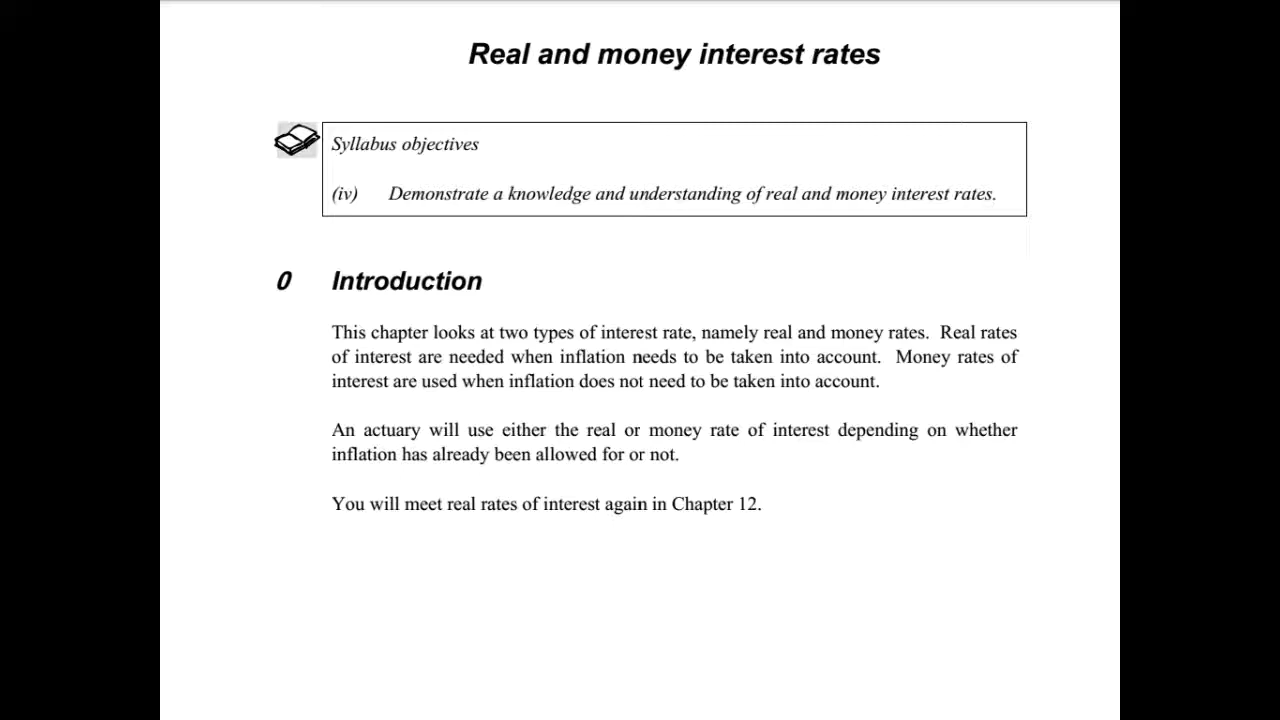 Real and money interest rates
Syllabus objectives
(iv) Demonstrate a knowledge and understanding of real and money interest rates.
0 Introduction
This chapter looks at two types of interest rate, namely real and money rates. Real rates
of interest are needed when inflation needs to be taken into account. Money rates of
interest are used when inflation does not need to be taken into account.
An actuary will use either the real or money rate of interest depending on whether
inflation has already been allowed for or not.
You will meet real rates of interest again in Chapter 12.